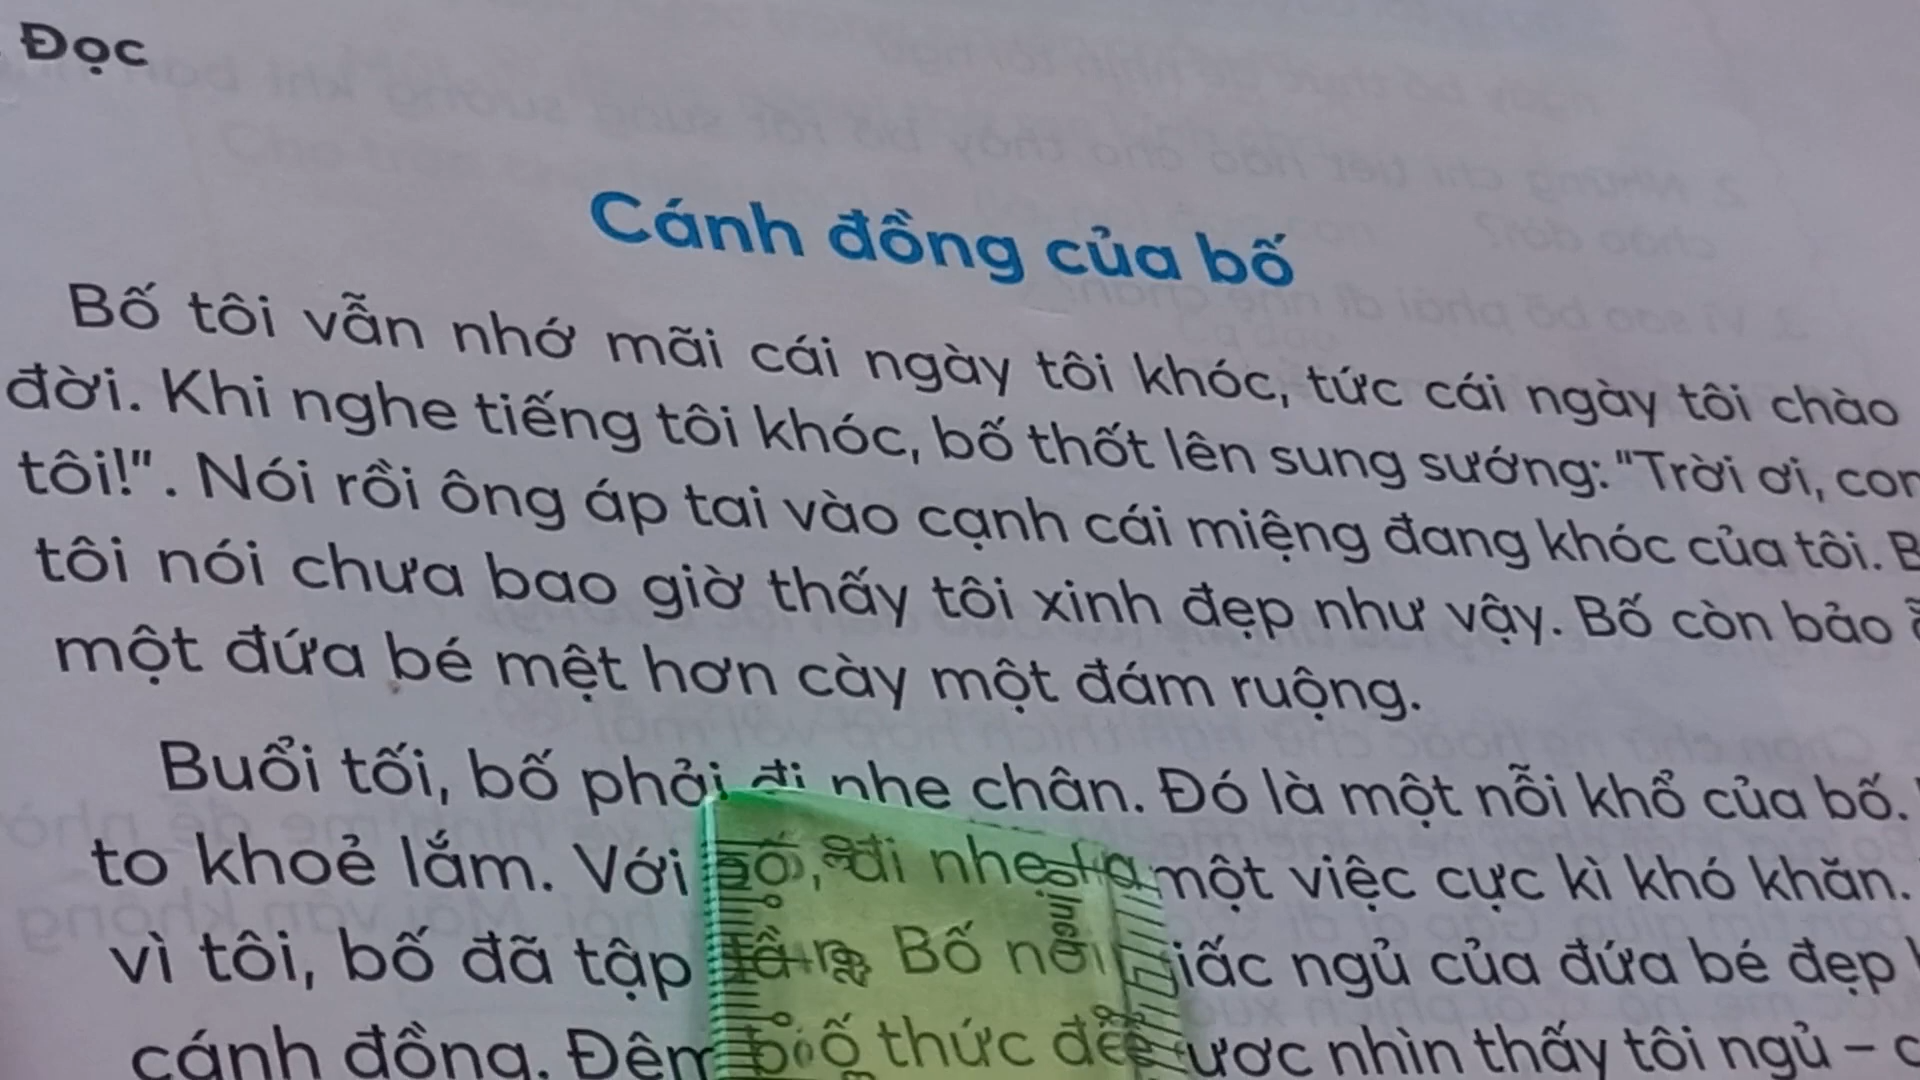 Đọc
Cánh đồng của bố
Bố tôi vẫn nhớ mãi cái ngày tôi khóc, tức cái ngày tôi chào
đời. Khi nghe tiếng tôi khóc, bố thốt lên sung sướng: "Trời ơi, con
tôi!". Nói rồi ông áp tai vào cạnh cái miệng đang khóc của tôi.
tôi nói chưa bao giờ thấy tôi xinh đẹp như vậy. Bố còn bảo
một đứa bé mệt hơn cày một đám ruộng.
Buổi tối, bố phải đi nhẹ chân. Đó là một nỗi khổ của bố.
to khoẻ lắm. Với bố, đi nhẹ là một việc cực kì khó khăn.
vì tôi, bố đã tập Bố nói giấc ngủ của đứa bé đẹp
cánh đồng. Đêm, bố thức để được nhìn thấy tôi ngủ –
Inch